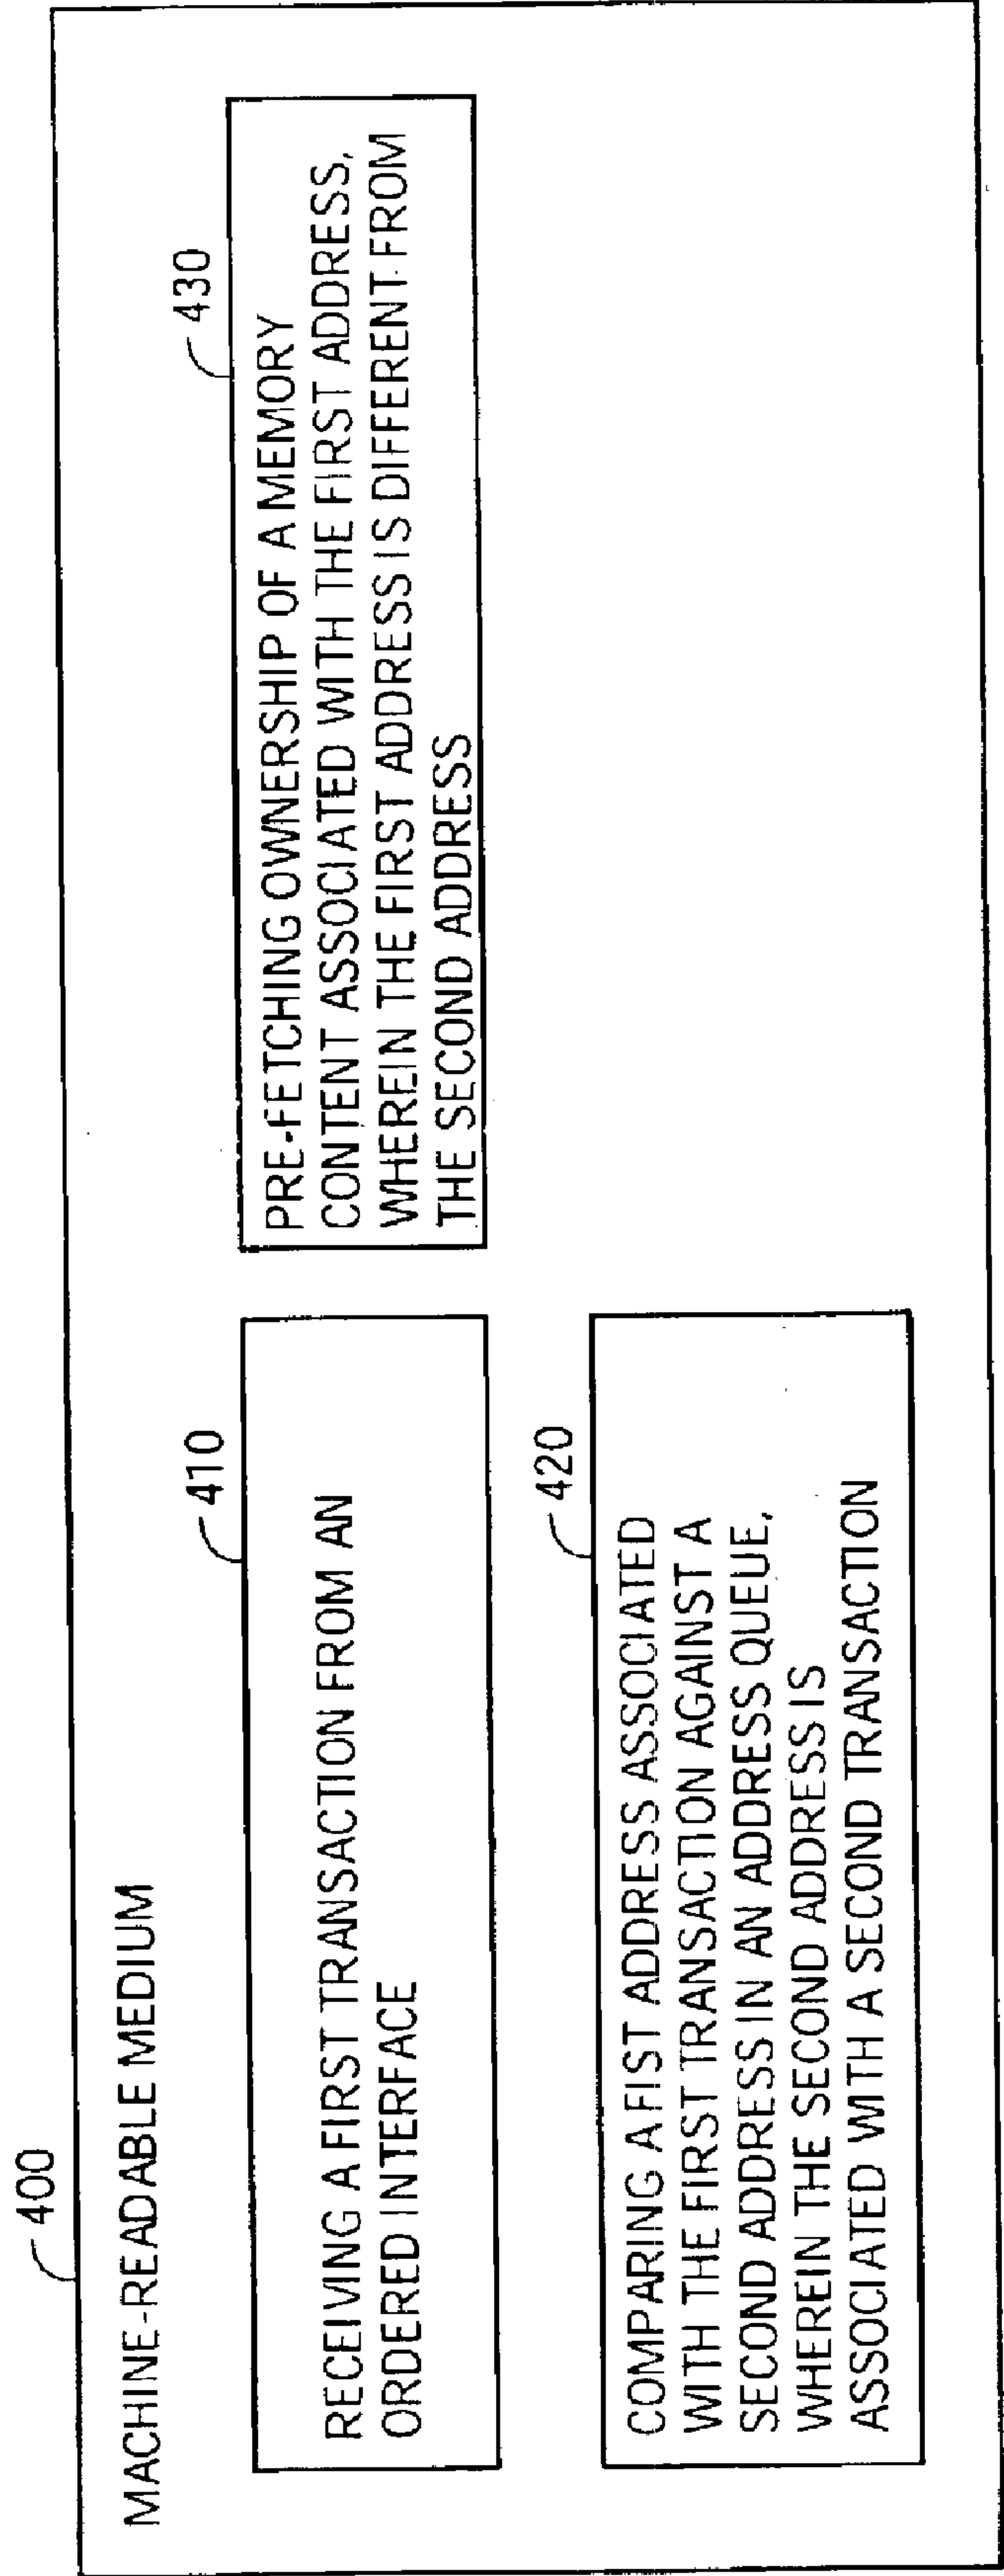 400
MACHINE-READABLE MEDIUM
410
RECEIVING A FIRST TRANSACTION FROM AN
ORDERED INTERFACE
420
COMPARING A FIST ADDRESS ASSOCIATED
WITH THE FIRST TRANSACTION AGAINST A
SECOND ADDRESS IN AN ADDRESS QUEUE,
WHEREIN THE SECOND ADDRESS IS
ASSOCIATED WITH A SECOND TRANSACTION
430
PRE-FETCHING OWNERSHIP OF A MEMORY
CONTENT ASSOCIATED WITH THE FIRST ADDRESS,
WHEREIN THE FIRST ADDRESS IS DIFFERENT FROM
THE SECOND ADDRESS